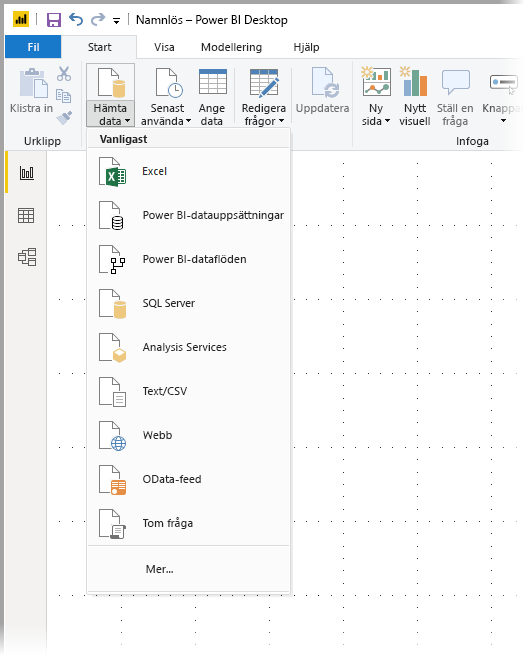 Namnlös – Power BI Desktop
Fil Start Visa Modellering Hjälp
Klistra in
Hämta data
Senast använda
Ange data
Redigera frågor
Uppdatera
Ny sida
Nytt visuell
Ställ en fråga
Urklipp
Infoga
Vanligast
Excel
Power BI-datauppsättningar
Power BI-dataflöden
SQL Server
Analysis Services
Text/CSV
Webb
OData-feed
Tom fråga
Mer...